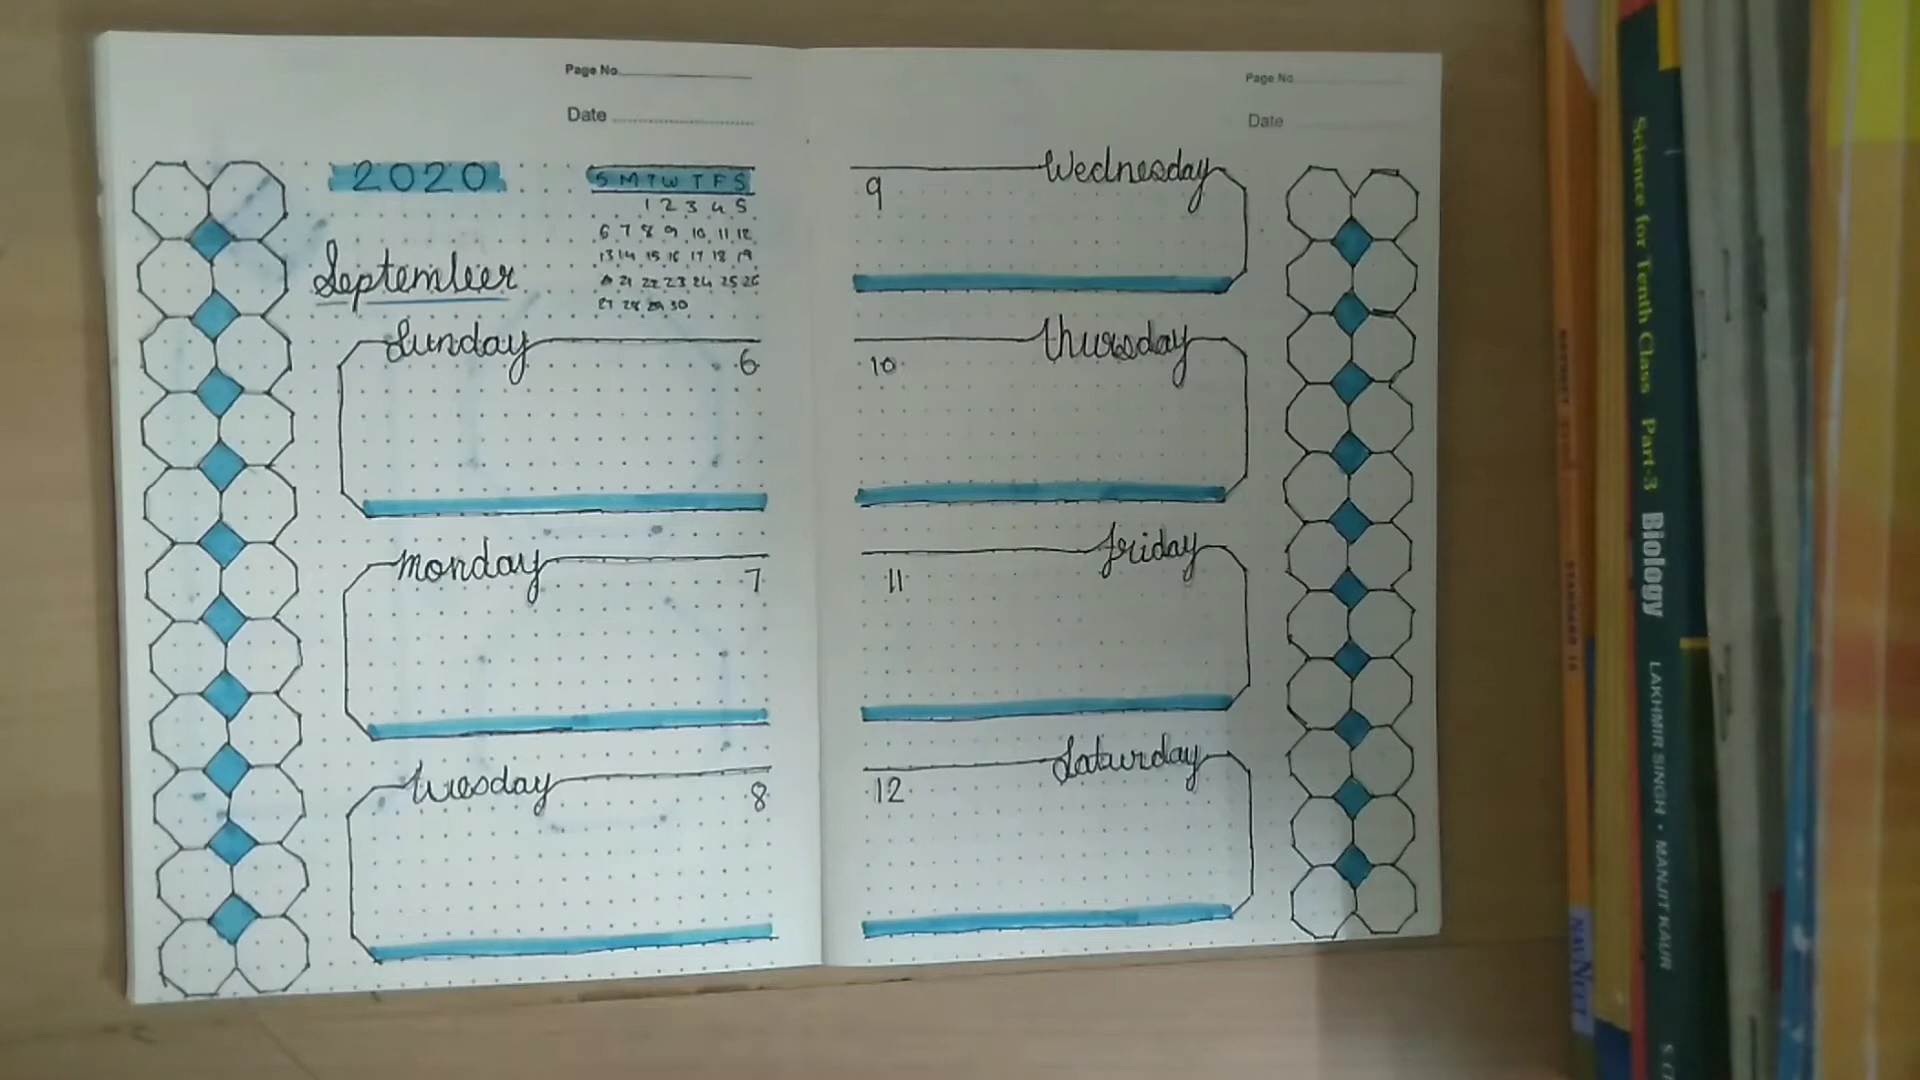 Page No.
Date
2020
S M T W T F S
1 2 3 4 5
6 7 8 9 10 11 12
13 14 15 16 17 18 19
21 22 23 24 25 26
27 28 29 30
September
Sunday
6
Monday
7
Tuesday
8
Page No.
Date
Wednesday
9
Thursday
10
friday
11
Saturday
12
Science for Tenth Class Part-3 Biology
LAKHMIR SINGH • MANJIT KAUR